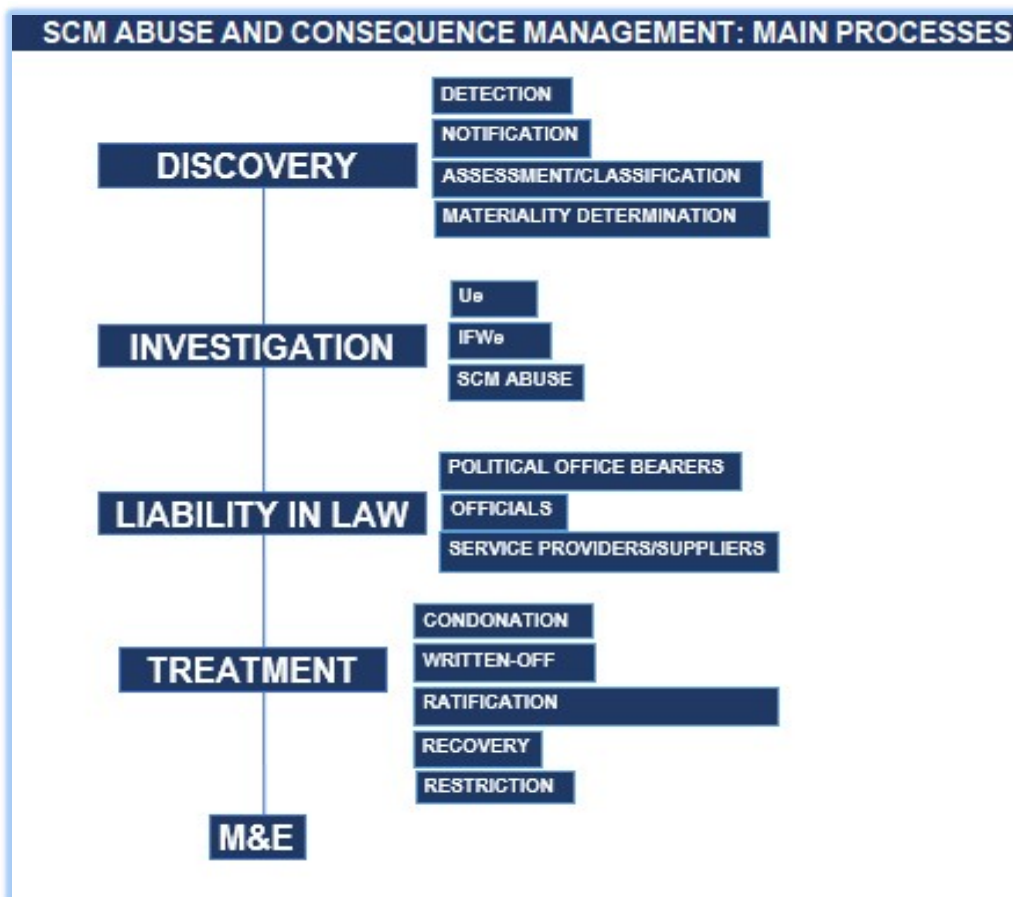 SCM ABUSE AND CONSEQUENCE MANAGEMENT: MAIN PROCESSES
DISCOVERY
DETECTION
NOTIFICATION
ASSESSMENT/CLASSIFICATION
MATERIALITY DETERMINATION
INVESTIGATION
Ue
IFWe
SCM ABUSE
LIABILITY IN LAW
POLITICAL OFFICE BEARERS
OFFICIALS
SERVICE PROVIDERS/SUPPLIERS
TREATMENT
CONDONATION
WRITTEN-OFF
RATIFICATION
RECOVERY
RESTRICTION
M&E